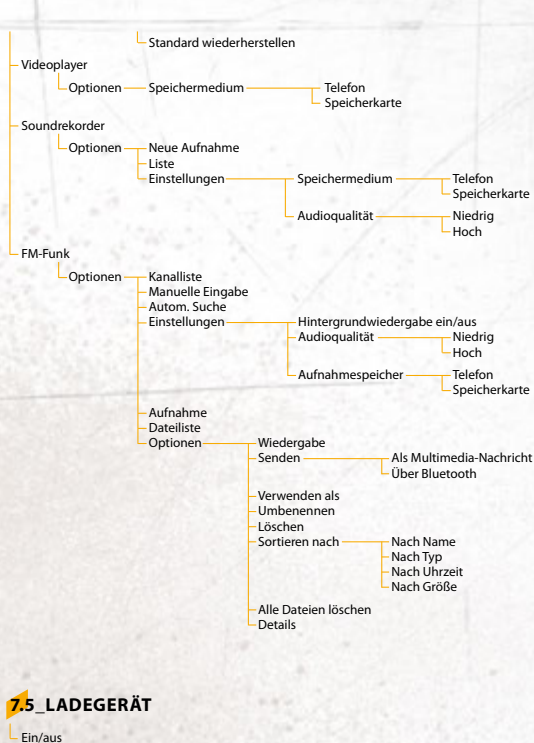 Standard wiederherstellen
Videoplayer
Optionen Speichermedium Telefon
Speicherkarte
Soundrekorder
Optionen Neue Aufnahme
Liste
Einstellungen Speichermedium Telefon
Speicherkarte
Audioqualität Niedrig
Hoch
FM-Funk
Optionen Kanalliste
Manuelle Eingabe
Autom. Suche
Einstellungen Hintergrundwiedergabe ein/aus
Audioqualität Niedrig
Hoch
Aufnahmespeicher Telefon
Speicherkarte
Aufnahme
Dateiliste
Optionen Wiedergabe
Senden Als Multimedia-Nachricht
Über Bluetooth
Verwenden als
Umbenennen
Löschen
Sortieren nach Nach Name
Nach Typ
Nach Uhrzeit
Nach Größe
Alle Dateien löschen
Details
7.5_LADEGERÄT
Ein/aus